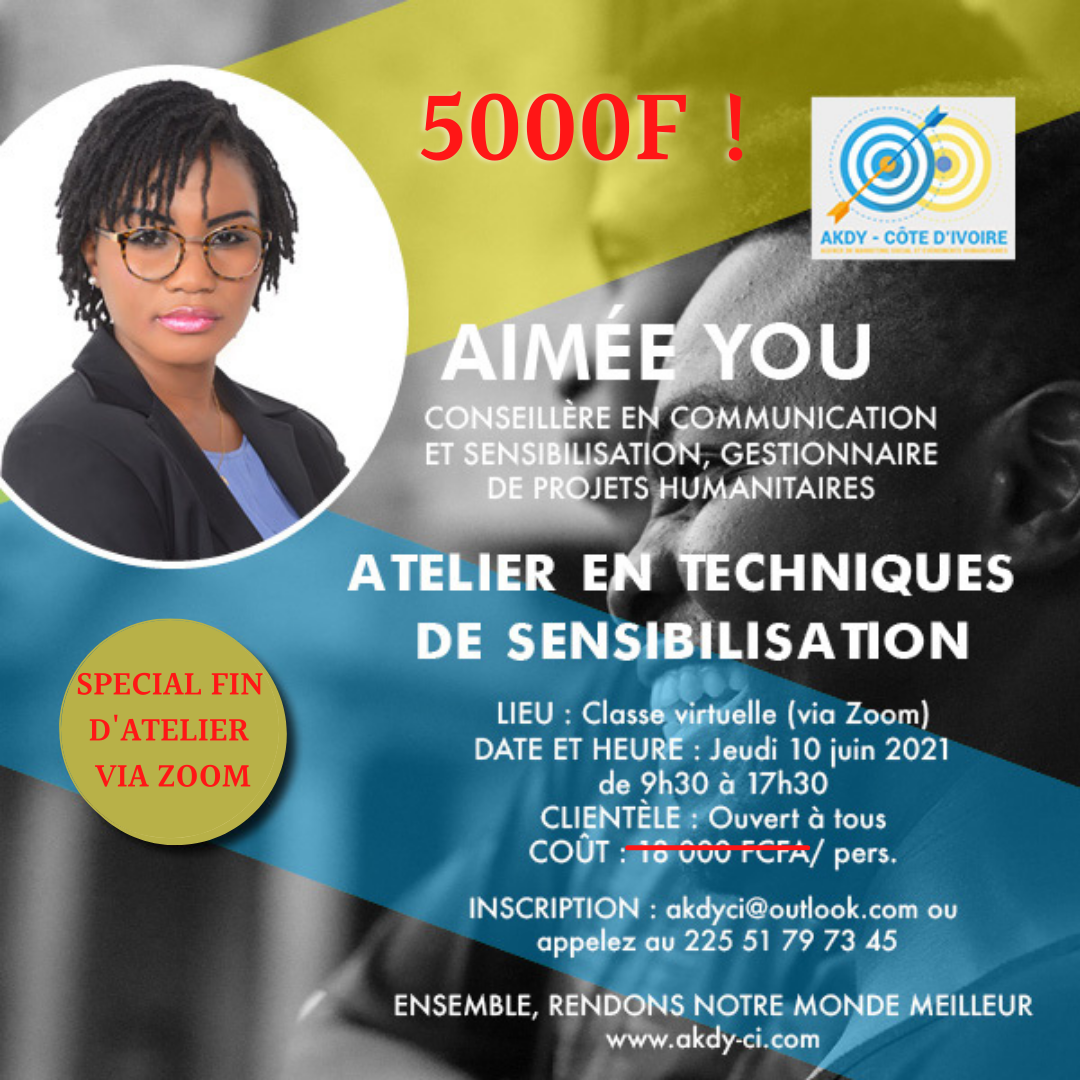 5000F !
AKDY - CÔTE D'IVOIRE
AIMÉE YOU
CONSEILLÈRE EN COMMUNICATION
ET SENSIBILISATION, GESTIONNAIRE
DE PROJETS HUMANITAIRES
ATELIER EN TECHNIQUES
DE SENSIBILISATION
SPECIAL FIN
D'ATELIER
VIA ZOOM
LIEU : Classe virtuelle (via Zoom)
DATE ET HEURE : Jeudi 10 juin 2021
de 9h30 à 17h30
CLIENTÈLE : Ouvert à tous
COÛT : 18 000 FCFA/ pers.
INSCRIPTION : akdyci@outlook.com ou
appelez au 225 51 79 73 45
ENSEMBLE, RENDONS NOTRE MONDE MEILLEUR
www.akdy-ci.com